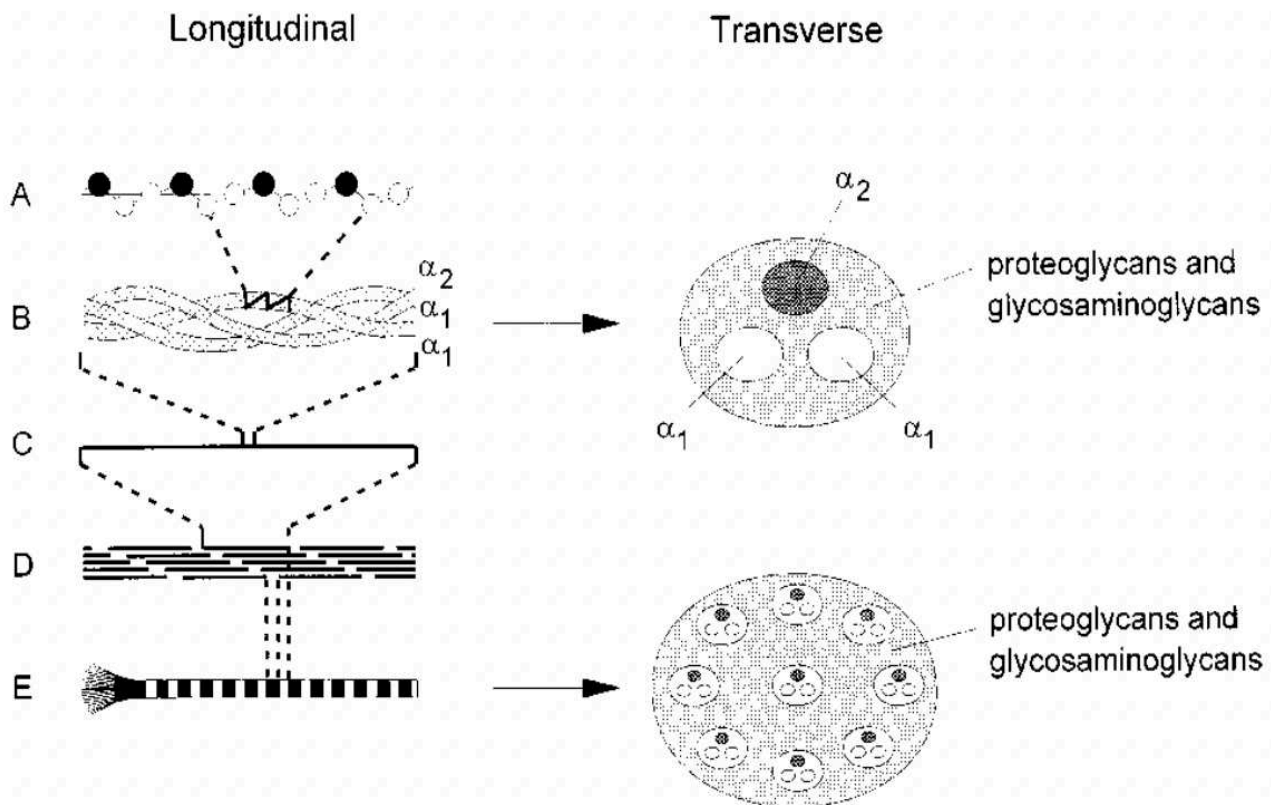 Longitudinal
Transverse
A
α2
B
α2
α1
α1
proteoglycans and
glycosaminoglycans
α1
α1
C
D
E
proteoglycans and
glycosaminoglycans